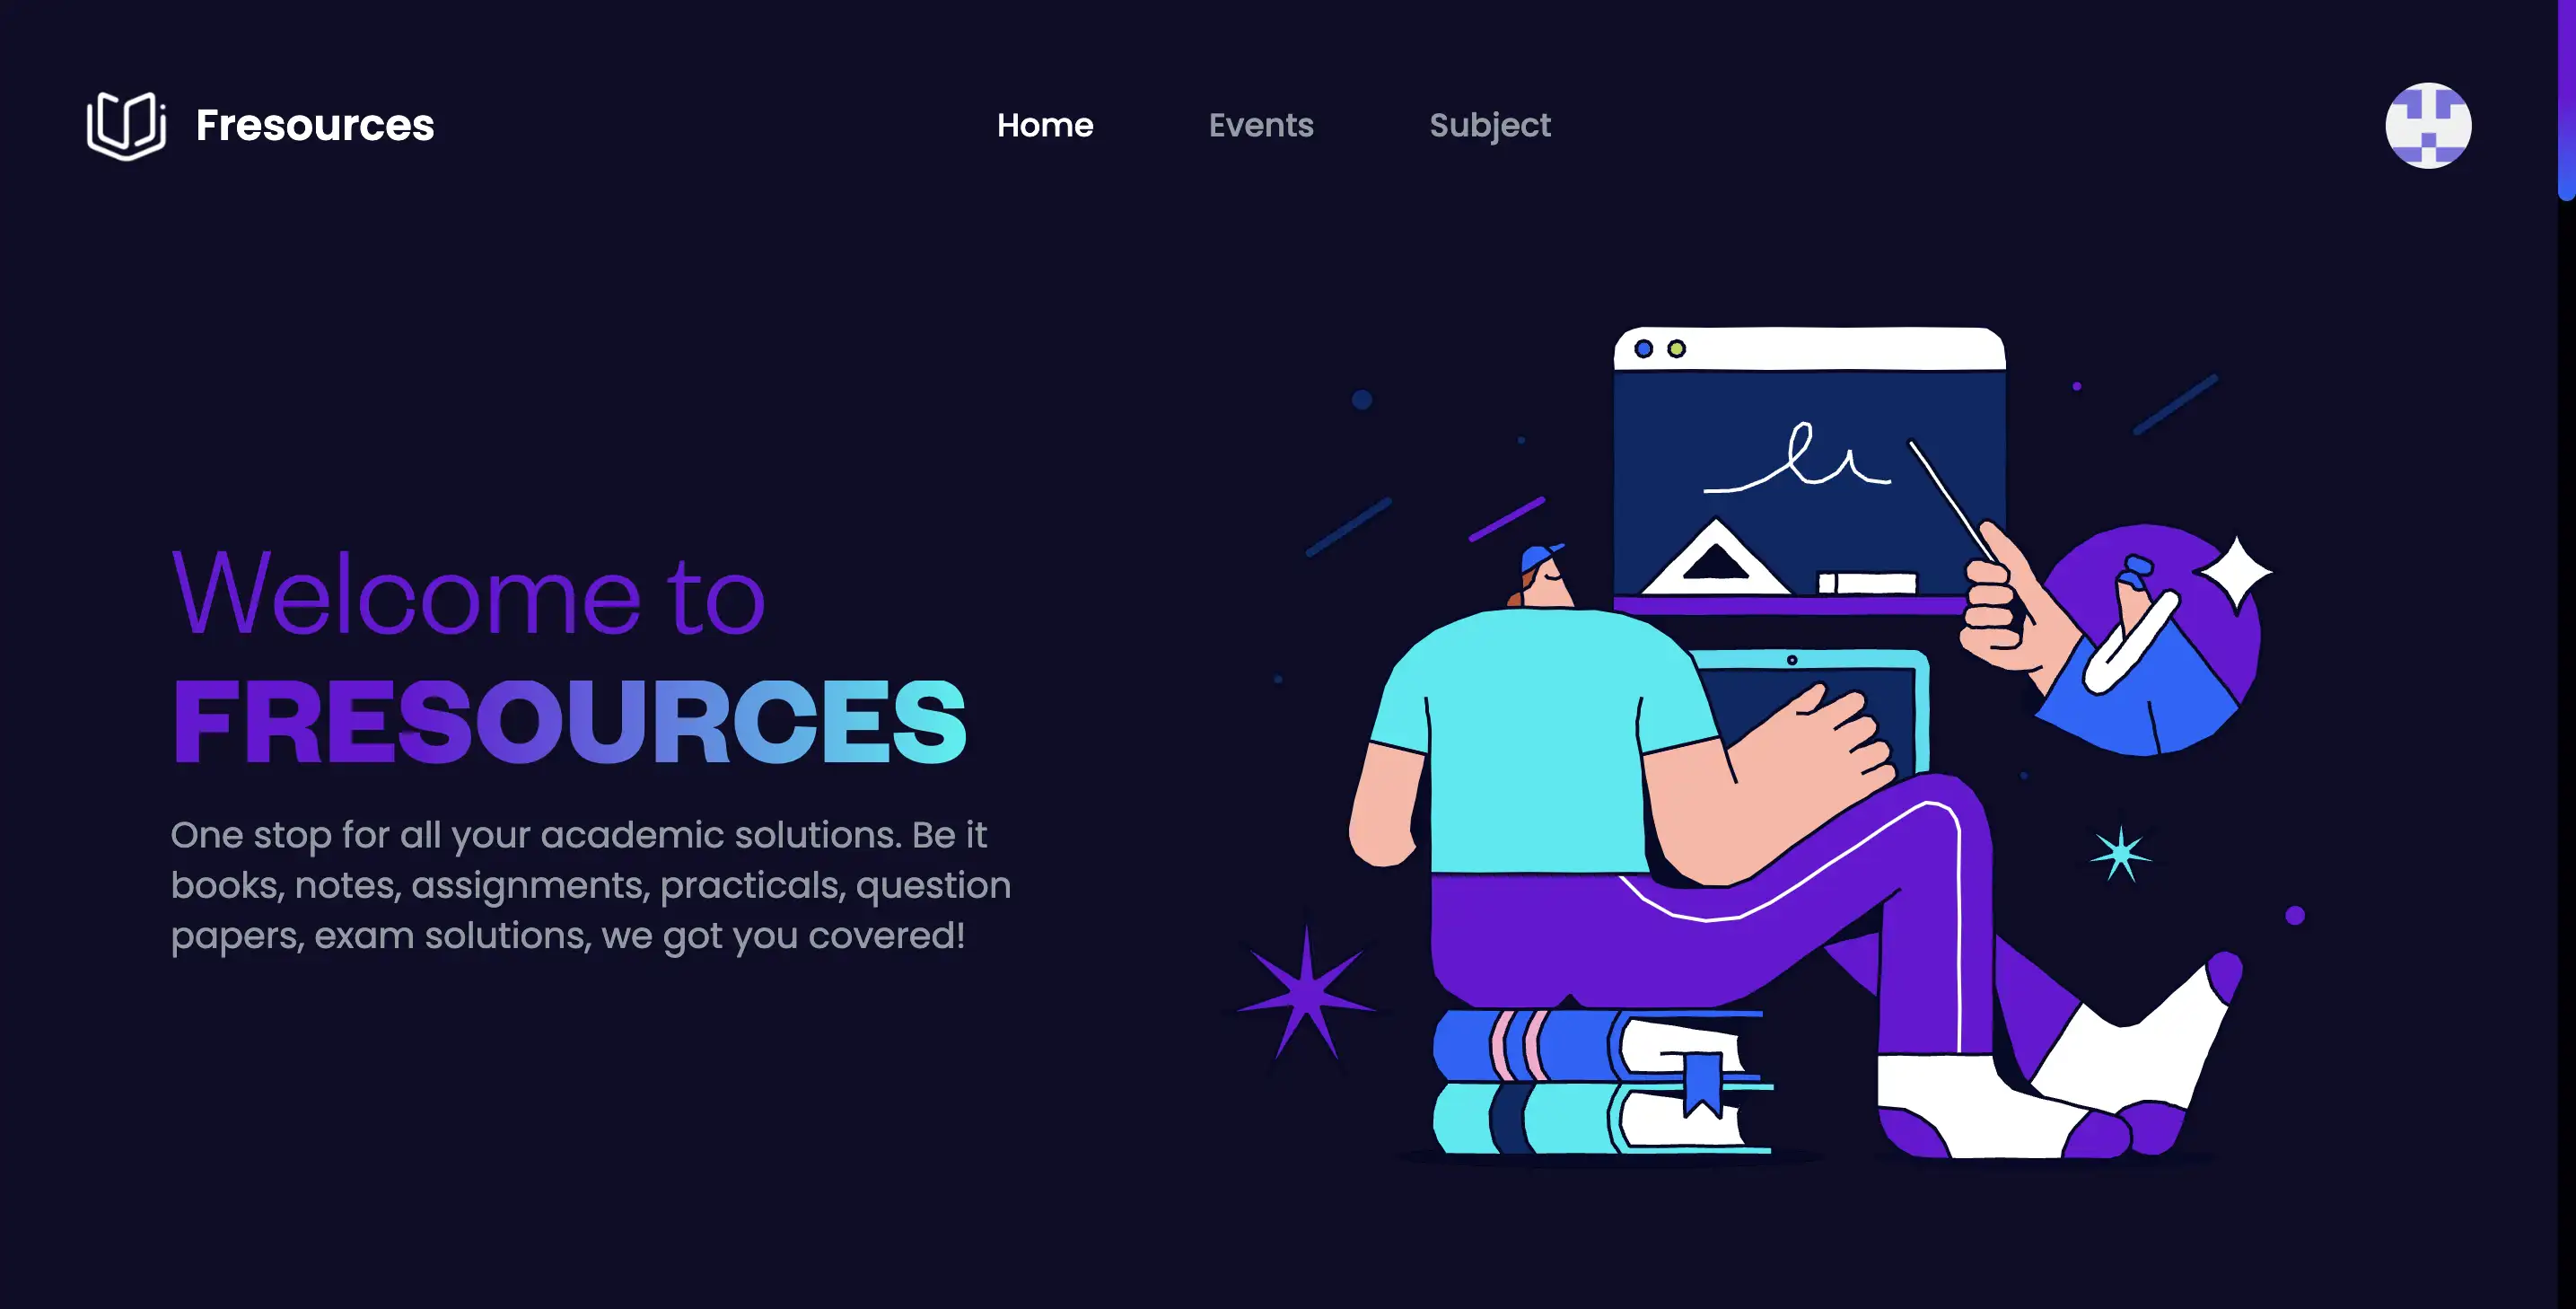 Fresources
Home
Events
Subject
Welcome to
FRESOURCES
One stop for all your academic solutions. Be it
books, notes, assignments, practicals, question
papers, exam solutions, we got you covered!